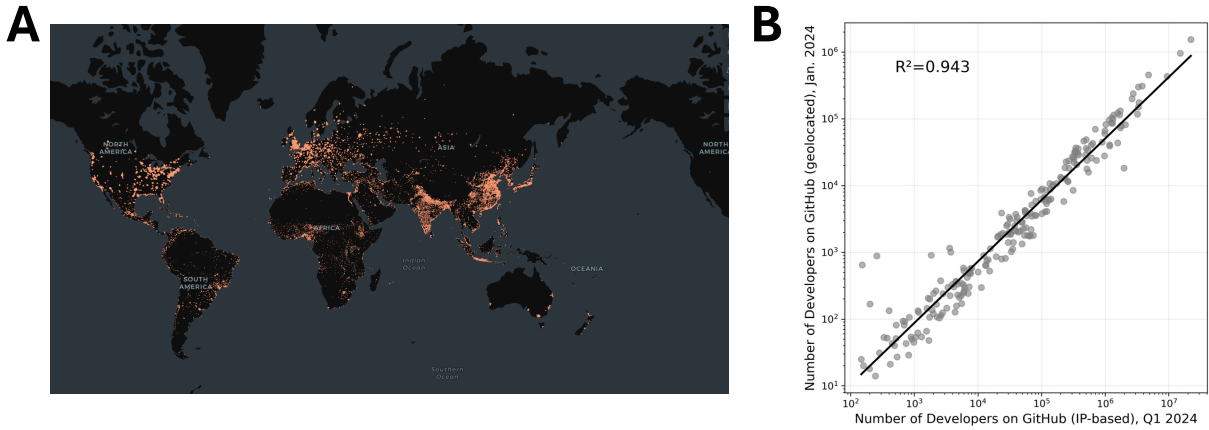 A
NORTH
AMERICA
ASIA
NORTH
AMERIC
AFRICA
Indian
Ocean
OCEANIA
SOUTH
AMERICA
Southern
Ocean
B
Number of Developers on GitHub (geolocated), Jan. 2024
10⁶
10⁵
10⁴
10³
10²
10¹
R²=0.943
10² 10³ 10⁴ 10⁵ 10⁶ 10⁷
Number of Developers on GitHub (IP-based), Q1 2024